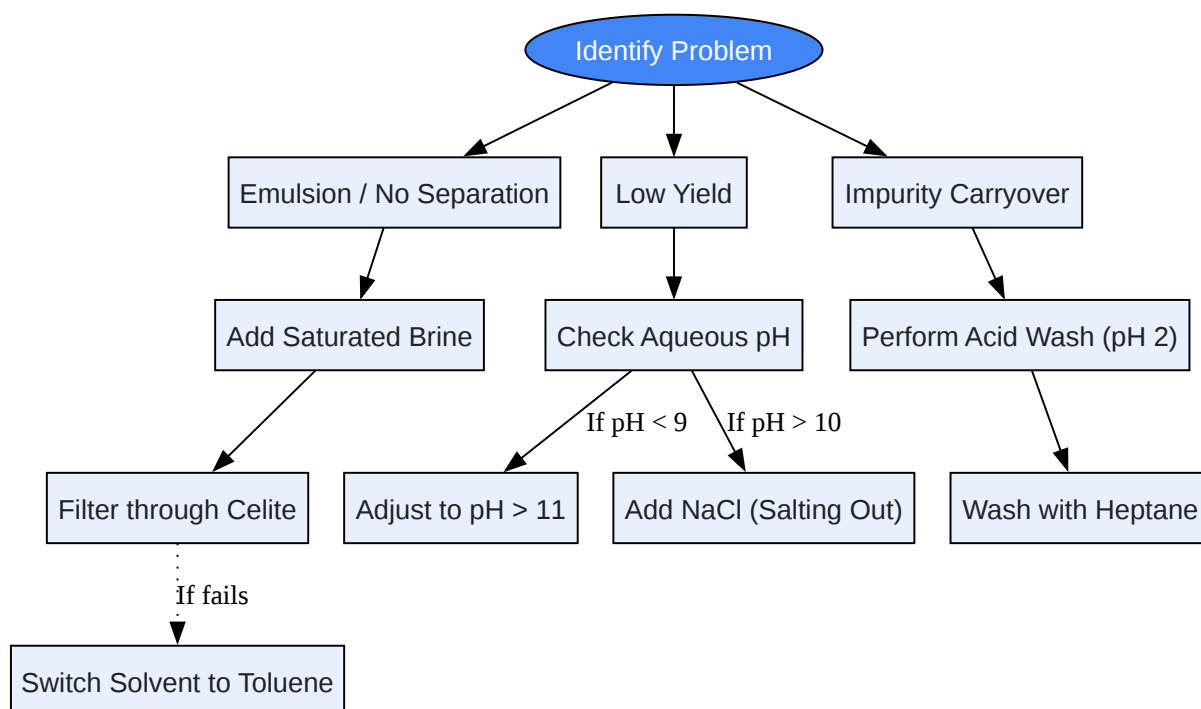 Identify Problem
Emulsion / No Separation
Low Yield
Impurity Carryover
Add Saturated Brine
Check Aqueous pH
Perform Acid Wash (pH 2)
If pH < 9
If pH > 10
Filter through Celite
Adjust to pH > 11
Add NaCl (Salting Out)
Wash with Heptane
If fails
Switch Solvent to Toluene